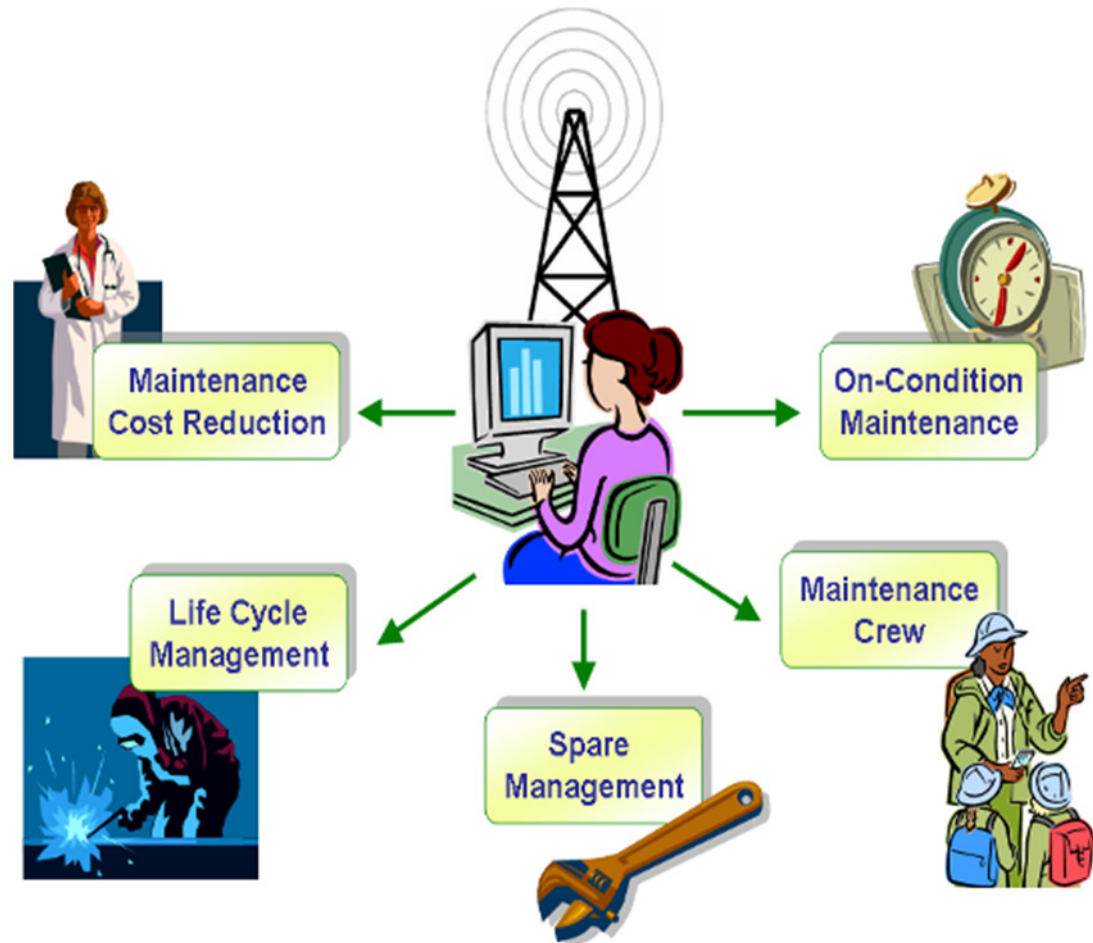 Maintenance
Cost Reduction
On-Condition
Maintenance
Life Cycle
Management
Maintenance
Crew
Spare
Management